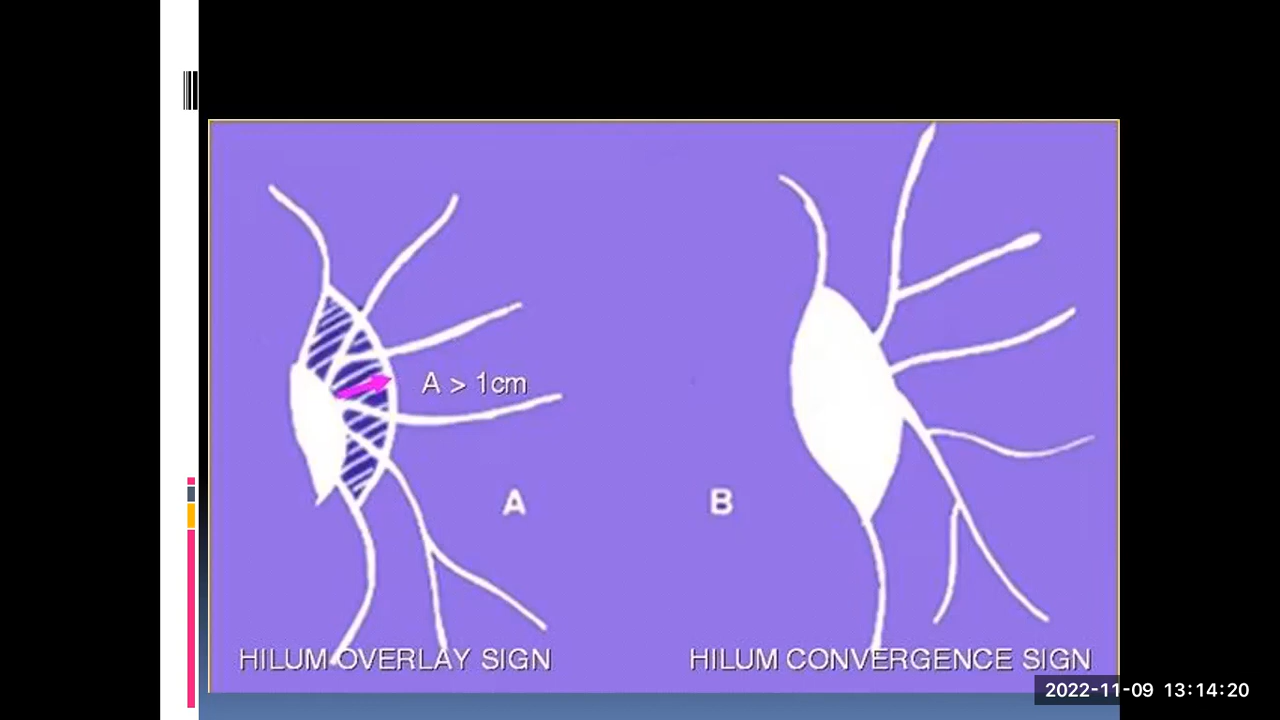 A > 1cm
A
B
HILUM OVERLAY SIGN
HILUM CONVERGENCE SIGN
2022-11-09 13:14:20